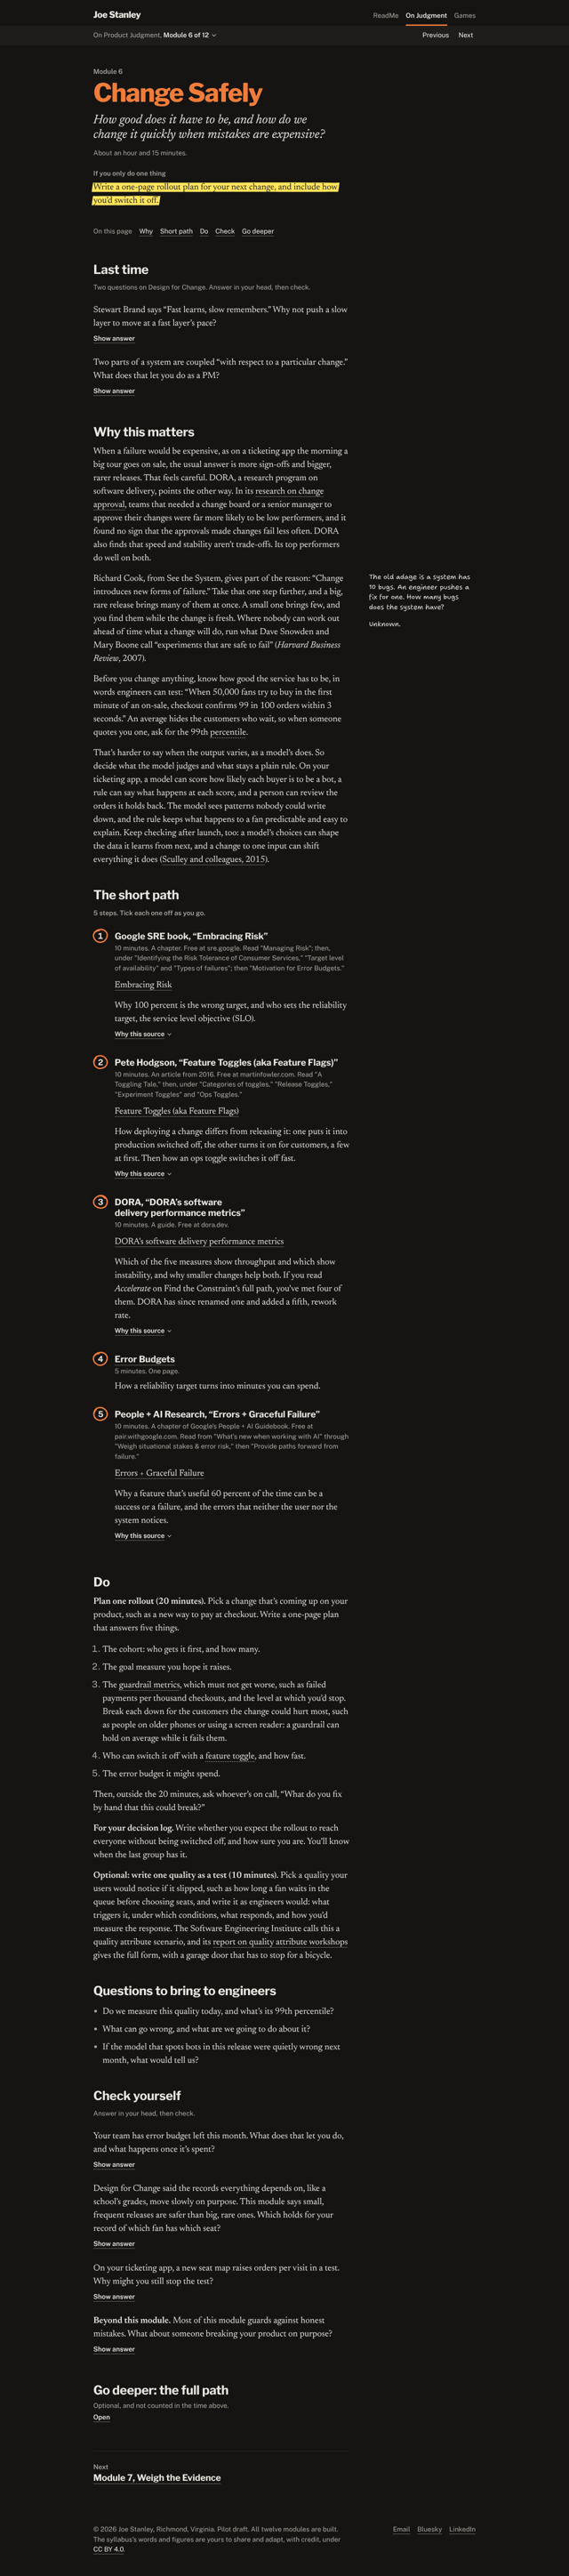 Joe Stanley
ReadMe On Judgment Games
On Product Judgment, Module 6 of 12
Previous Next
Module 6
Change Safely
How good does it have to be, and how do we
change it quickly when mistakes are expensive?
About an hour and 15 minutes.
If you only do one thing
Write a one-page rollout plan for your next change, and include how
you'd switch it off.
On this page Why Short path Do Check Go deeper
Last time
Two questions on Design for Change. Answer in your head, then check.
Stewart Brand says “Fast learns, slow remembers.” Why not push a slow
layer to move at a fast layer’s pace?
Show answer
Two parts of a system are coupled “with respect to a particular change.”
What does that let you do as a PM?
Show answer
Why this matters
When a failure would be expensive, as on a ticketing app the morning a
big tour goes on sale, the usual answer is more sign-offs and bigger,
rarer releases. That feels careful. DORA, a research program on
software delivery, points the other way. In its research on change
approval, teams that needed a change board or a senior manager to
approve their changes were far more likely to be low performers, and it
found no sign that the approvals made changes fail less often. DORA
also finds that speed and stability aren’t trade-offs. Its top performers
do well on both.
Richard Cook, from See the System, gives part of the reason: “Change
introduces new forms of failure.” Take that one step further, and a big,
rare release brings many of them at once. A small one brings few, and
you find them while the change is fresh. Where nobody can work out
ahead of time what a change will do, run what Dave Snowden and
Mary Boone call “experiments that are safe to fail” (Harvard Business
Review, 2007).
The old adage is a system has
10 bugs. An engineer pushes a
fix for one. How many bugs
does the system have?
Unknown.
Before you change anything, know how good the service has to be, in
words engineers can test: “When 50,000 fans try to buy in the first
minute of an on-sale, checkout confirms 99 in 100 orders within 3
seconds.” An average hides the customers who wait, so when someone
quotes you one, ask for the 99th percentile.
That’s harder to say when the output varies, as a model’s does. So
decide what the model judges and what stays a plain rule. On your
ticketing app, a model can score how likely each buyer is to be a bot, a
rule can say what happens at each score, and a person can review the
orders it holds back. The model sees patterns nobody could write
down, and the rule keeps what happens to a fan predictable and easy to
explain. Keep checking after launch, too: a model’s choices can shape
the data it learns from next, and a change to one input can shift
everything it does (Sculley and colleagues, 2015).
The short path
5 steps. Tick each one off as you go.
1 Google SRE book, “Embracing Risk”
10 minutes. A chapter. Free at sre.google. Read "Managing Risk"; then,
under "Identifying the Risk Tolerance of Consumer Services," "Target level
of availability" and "Types of failures"; then "Motivation for Error Budgets."
Embracing Risk
Why 100 percent is the wrong target, and who sets the reliability
target, the service level objective (SLO).
Why this source
2 Pete Hodgson, “Feature Toggles (aka Feature Flags)”
10 minutes. An article from 2016. Free at martinfowler.com. Read "A
Toggling Tale," then, under "Categories of toggles," "Release Toggles,"
"Experiment Toggles" and "Ops Toggles."
Feature Toggles (aka Feature Flags)
How deploying a change differs from releasing it: one puts it into
production switched off, the other turns it on for customers, a few
at first. Then how an ops toggle switches it off fast.
Why this source
3 DORA, “DORA’s software
delivery performance metrics”
10 minutes. A guide. Free at dora.dev.
DORA’s software delivery performance metrics
Which of the five measures show throughput and which show
instability, and why smaller changes help both. If you read
Accelerate on Find the Constraint’s full path, you’ve met four of
them. DORA has since renamed one and added a fifth, rework
rate.
Why this source
4 Error Budgets
5 minutes. One page.
How a reliability target turns into minutes you can spend.
5 People + AI Research, “Errors + Graceful Failure”
10 minutes. A chapter of Google's People + AI Guidebook. Free at
pair.withgoogle.com. Read from "What's new when working with AI" through
"Weigh situational stakes & error risk," then "Provide paths forward from
failure."
Errors + Graceful Failure
Why a feature that’s useful 60 percent of the time can be a
success or a failure, and the errors that neither the user nor the
system notices.
Why this source
Do
Plan one rollout (20 minutes). Pick a change that’s coming up on your
product, such as a new way to pay at checkout. Write a one-page plan
that answers five things.
1. The cohort: who gets it first, and how many.
2. The goal measure you hope it raises.
3. The guardrail metrics, which must not get worse, such as failed
payments per thousand checkouts, and the level at which you’d stop.
Break each down for the customers the change could hurt most, such
as people on older phones or using a screen reader: a guardrail can
hold on average while it fails them.
4. Who can switch it off with a feature toggle, and how fast.
5. The error budget it might spend.
Then, outside the 20 minutes, ask whoever’s on call, “What do you fix
by hand that this could break?”
For your decision log. Write whether you expect the rollout to reach
everyone without being switched off, and how sure you are. You’ll know
when the last group has it.
Optional: write one quality as a test (10 minutes). Pick a quality your
users would notice if it slipped, such as how long a fan waits in the
queue before choosing seats, and write it as engineers would: what
triggers it, under which conditions, what responds, and how you’d
measure the response. The Software Engineering Institute calls this a
quality attribute scenario, and its report on quality attribute workshops
gives the full form, with a garage door that has to stop for a bicycle.
Questions to bring to engineers
• Do we measure this quality today, and what’s its 99th percentile?
• What can go wrong, and what are we going to do about it?
• If the model that spots bots in this release were quietly wrong next
month, what would tell us?
Check yourself
Answer in your head, then check.
Your team has error budget left this month. What does that let you do,
and what happens once it’s spent?
Show answer
Design for Change said the records everything depends on, like a
school’s grades, move slowly on purpose. This module says small,
frequent releases are safer than big, rare ones. Which holds for your
record of which fan has which seat?
Show answer
On your ticketing app, a new seat map raises orders per visit in a test.
Why might you still stop the test?
Show answer
Beyond this module. Most of this module guards against honest
mistakes. What about someone breaking your product on purpose?
Show answer
Go deeper: the full path
Optional, and not counted in the time above.
Open
Next
Module 7, Weigh the Evidence
© 2026 Joe Stanley, Richmond, Virginia. Pilot draft. All twelve modules are built.
The syllabus's words and figures are yours to share and adapt, with credit, under
CC BY 4.0.
Email Bluesky LinkedIn